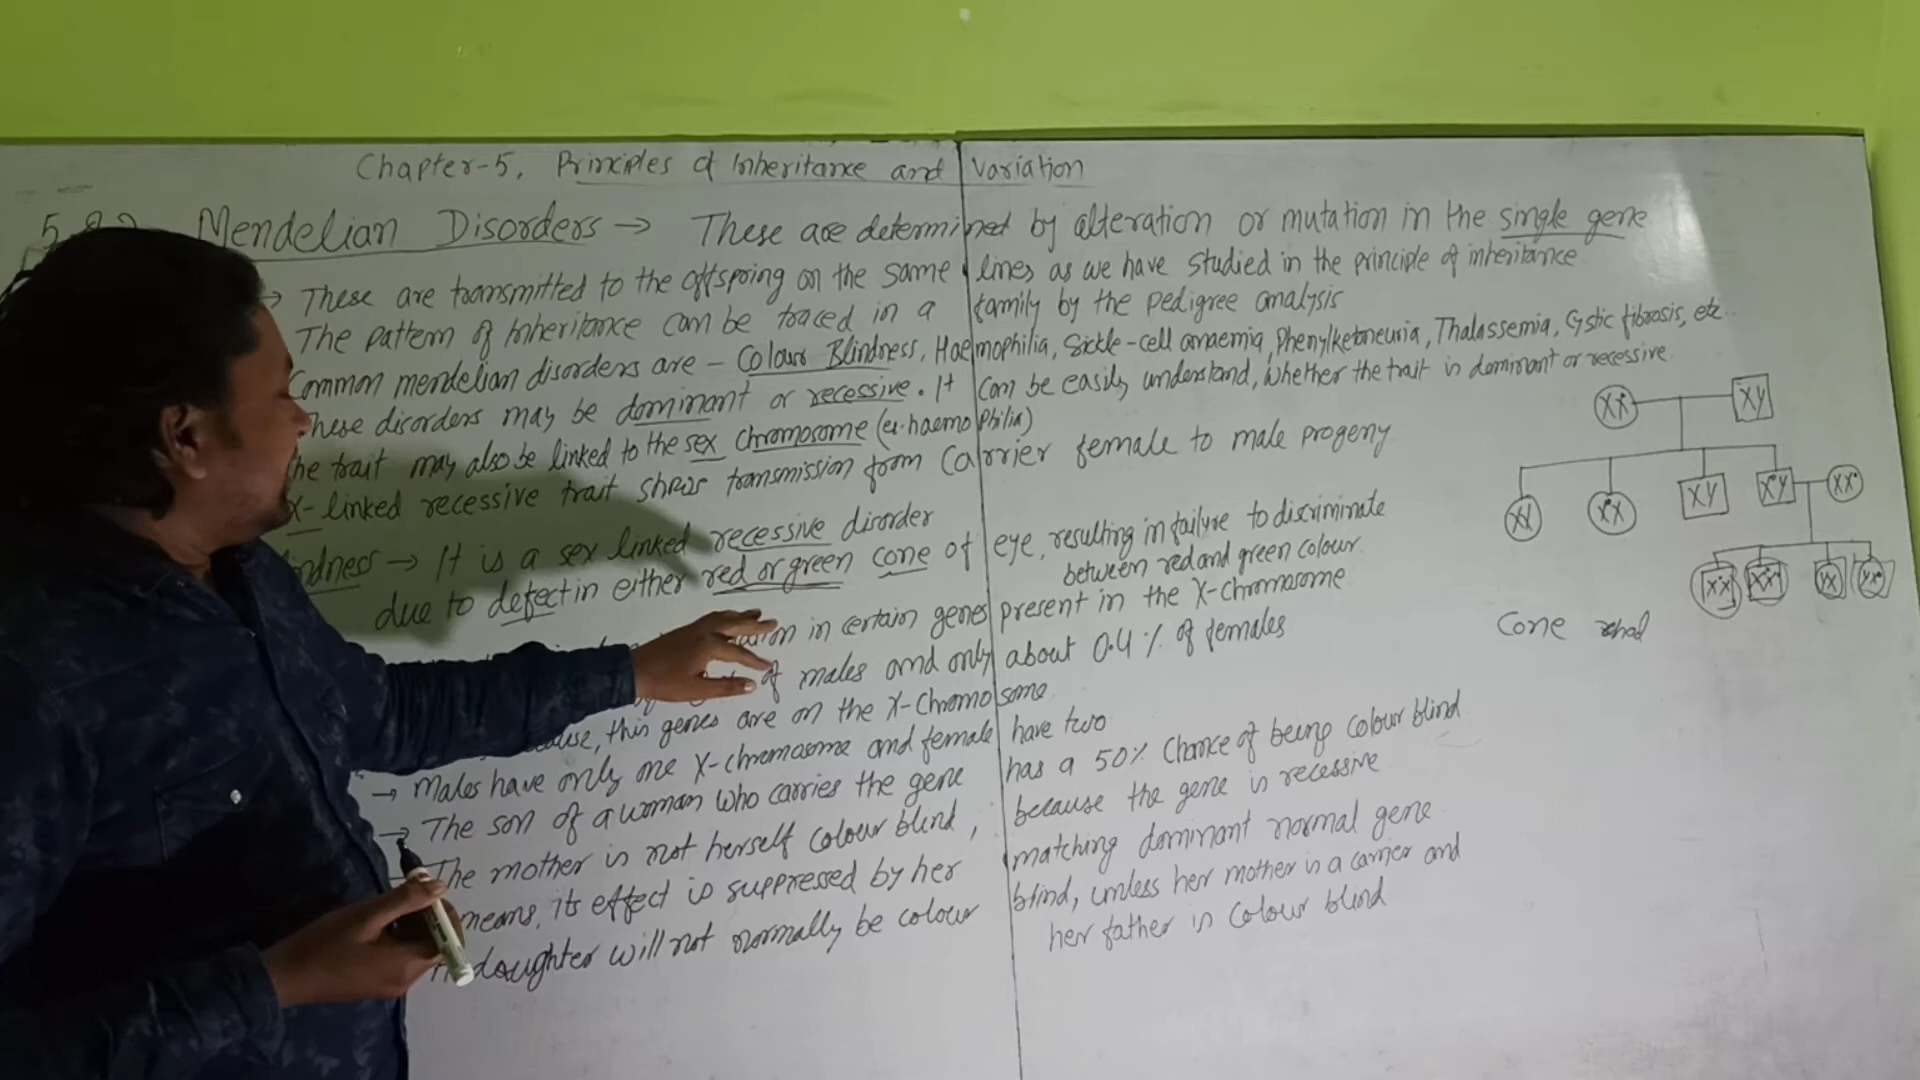 Chapter-5, Principles of Inheritance and Variation
Mendelian Disorders → These are determined by alteration or mutation in the single gene
→ These are transmitted to the offspring on the same lines as we have studied in the principle of inheritance
The pattern of Inheritance can be traced in a family by the pedigree analysis
Common mendelian disorders are - Colour Blindness, Haemophilia, Sickle-cell anaemia, Phenylketoneuria, Thalassemia, Cystic fibrosis, etc
These disorders may be dominant or recessive. It can be easily understand, whether the trait is dominant or recessive.
he trait may also be linked to the sex chromosome (ex. haemophilia)
X-linked recessive trait shows transmission from carrier female to male progeny
ndness → It is a sex linked recessive disorder
due to defect in either red or green cone of eye, resulting in failure to discriminate
between red and green colour
in certain genes present in the X-chromosome
of males and only about 0.4% of females
this genes are on the X-chromosome
→ Males have only one X-chromasome and female have two
→ The son of a woman who carries the gene has a 50% chance of being colour blind
The mother is not herself colour blind, because the gene is recessive
means, its effect is suppressed by her matching dominant normal gene
daughter will not normally be colour blind, unless her mother is a carrier and
her father is colour blind
XX XY
XY XX
Cone